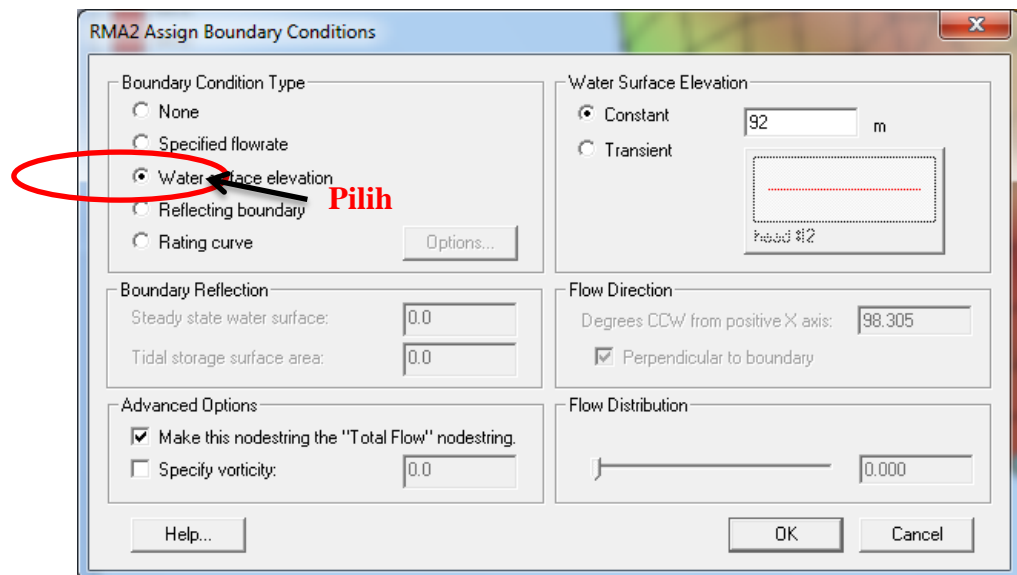 RMA2 Assign Boundary Conditions
Boundary Condition Type
None
Specified flowrate
Water surface elevation
Pilih
Reflecting boundary
Rating curve
Options...
Water Surface Elevation
Constant
92
m
Transient
Boundary Reflection
Steady state water surface:
0.0
Tidal storage surface area:
0.0
Flow Direction
Degrees CCW from positive X axis:
98.305
Perpendicular to boundary
Advanced Options
Make this nodestring the "Total Flow" nodestring.
Specify vorticity:
0.0
Flow Distribution
0.000
Help...
OK
Cancel